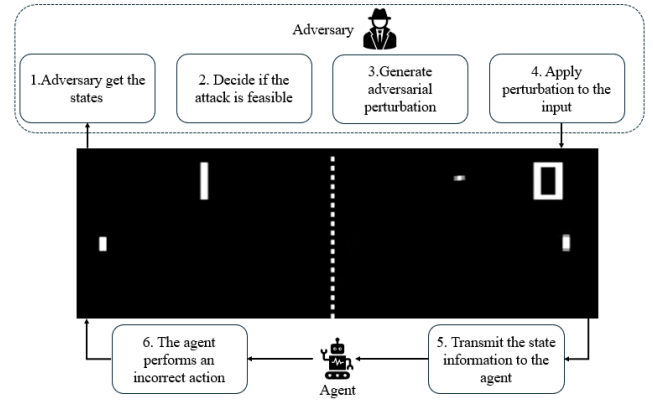 Adversary
1.Adversary get the
states
2. Decide if the
attack is feasible
3.Generate
adversarial
perturbation
4. Apply
perturbation to the
input
6. The agent
performs an
incorrect action
Agent
5. Transmit the state
information to the
agent